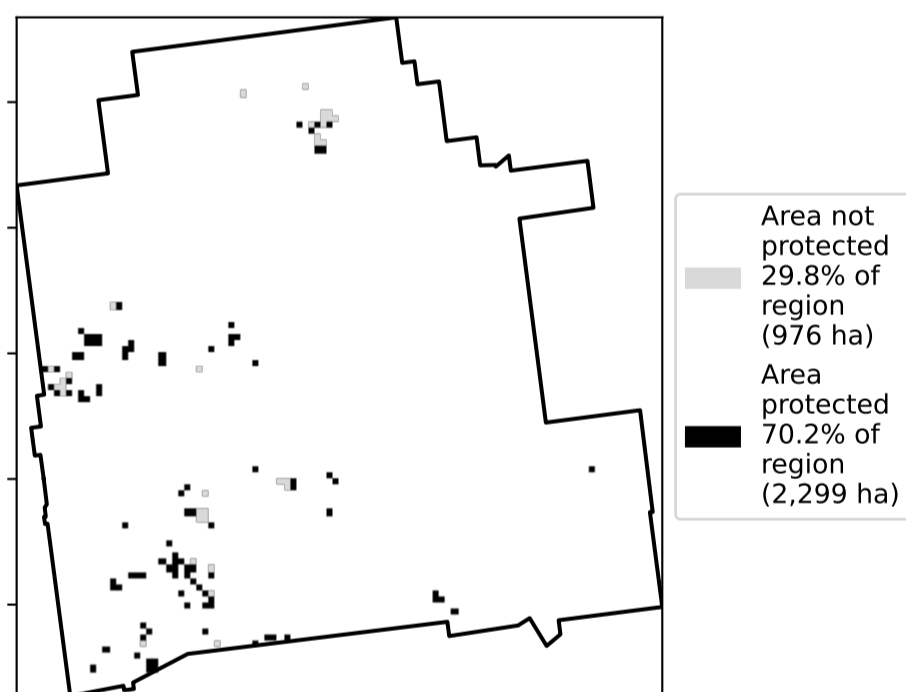 Area not
protected
29.8% of
region
(976 ha)
Area
protected
70.2% of
region
(2,299 ha)